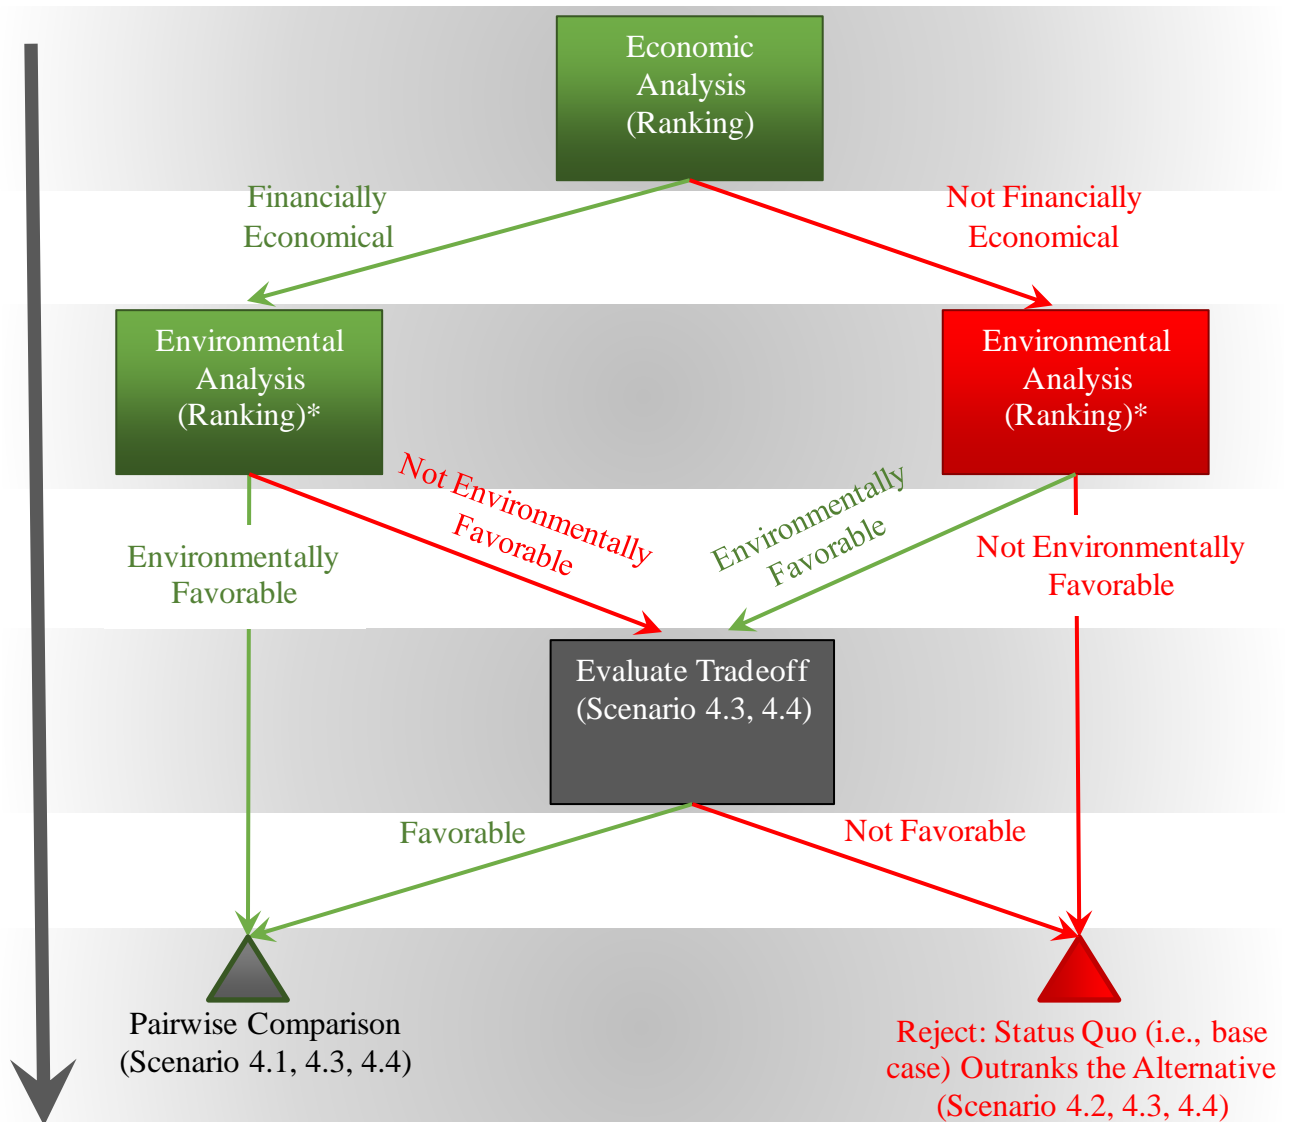 Economic
Analysis
(Ranking)
Financially
Economical
Not Financially
Economical
Environmental
Analysis
(Ranking)*
Environmental
Analysis
(Ranking)*
Not Environmentally
Favorable
Environmentally
Favorable
Environmentally
Favorable
Not Environmentally
Favorable
Evaluate Tradeoff
(Scenario 4.3, 4.4)
Favorable
Not Favorable
Pairwise Comparison
(Scenario 4.1, 4.3, 4.4)
Reject: Status Quo (i.e., base
case) Outranks the Alternative
(Scenario 4.2, 4.3, 4.4)